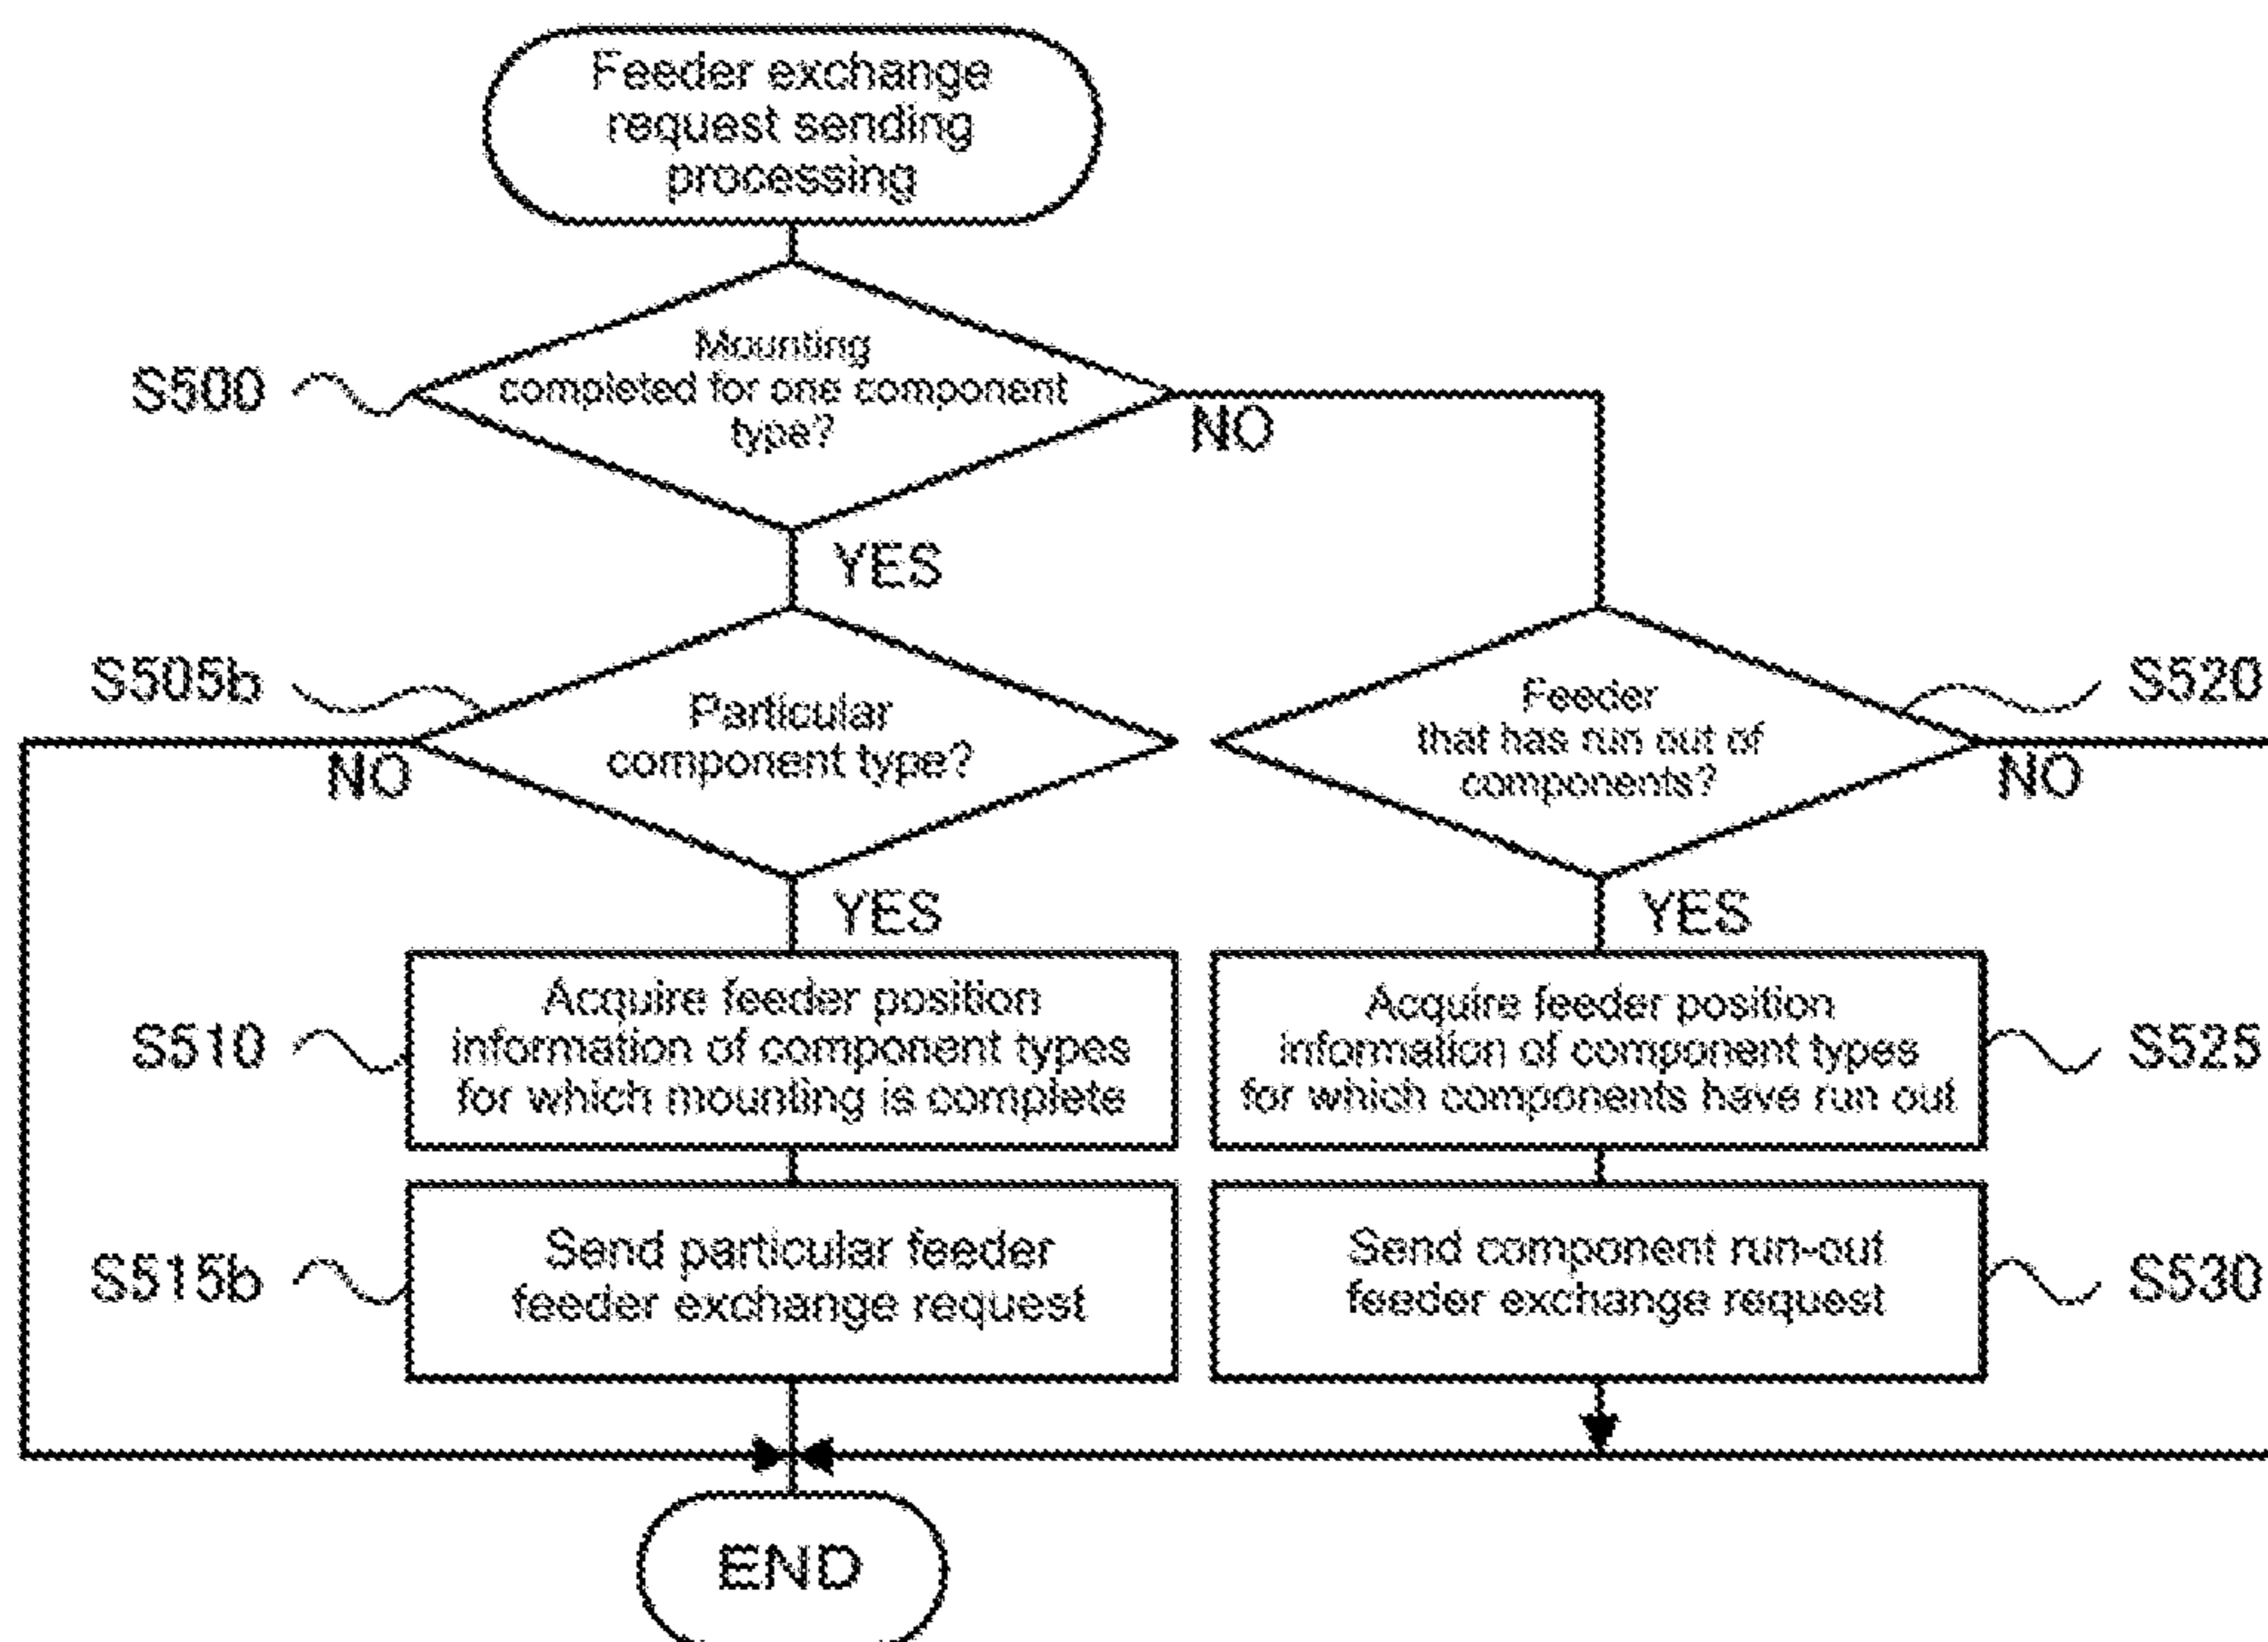 Feeder exchange
request sending
processing
S500
Mounting
completed for one component
type?
NO
YES
S505b
Particular
component type?
NO
YES
Feeder
that has run out of
components?
S520
NO
YES
S510
Acquire feeder position
information of component types
for which mounting is complete
Acquire feeder position
information of component types
for which components have run out
S525
S515b
Send particular feeder
feeder exchange request
Send component run-out
feeder exchange request
S530
END